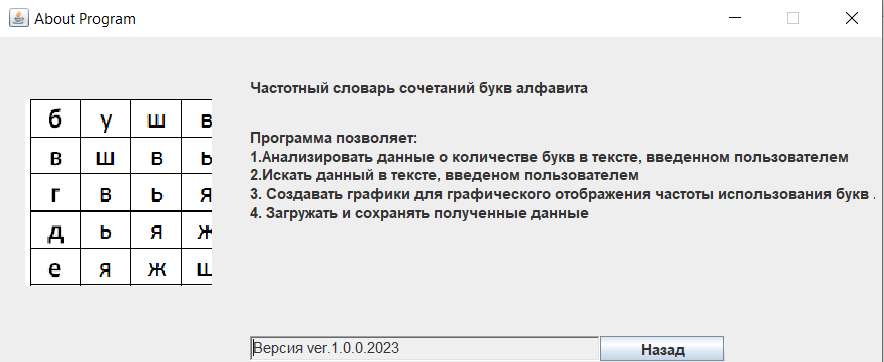 About Program
Частотный словарь сочетаний букв алфавита
Программа позволяет:
1.Анализировать данные о количестве букв в тексте, введенном пользователем
2.Искать данный в тексте, введеном пользователем
3. Создавать графики для графического отображения частоты использования букв .
4. Загружать и сохранять полученные данные
б у ш в
в ш в ь
г в ь я
д ь я ж
е я ж ш
Версия ver.1.0.0.2023
Назад